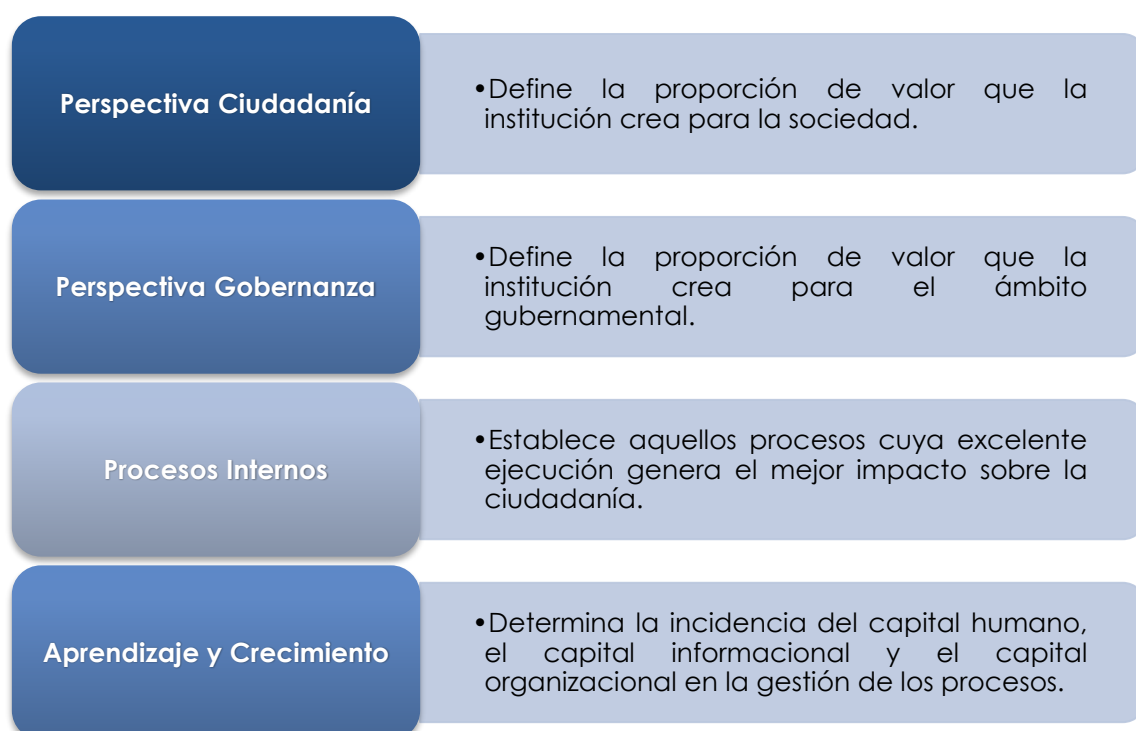 Perspectiva Ciudadanía
•Define la proporción de valor que la
institución crea para la sociedad.
Perspectiva Gobernanza
•Define la proporción de valor que la
institución crea para el ámbito
gubernamental.
Procesos Internos
•Establece aquellos procesos cuya excelente
ejecución genera el mejor impacto sobre la
ciudadanía.
Aprendizaje y Crecimiento
•Determina la incidencia del capital humano,
el capital informacional y el capital
organizacional en la gestión de los procesos.